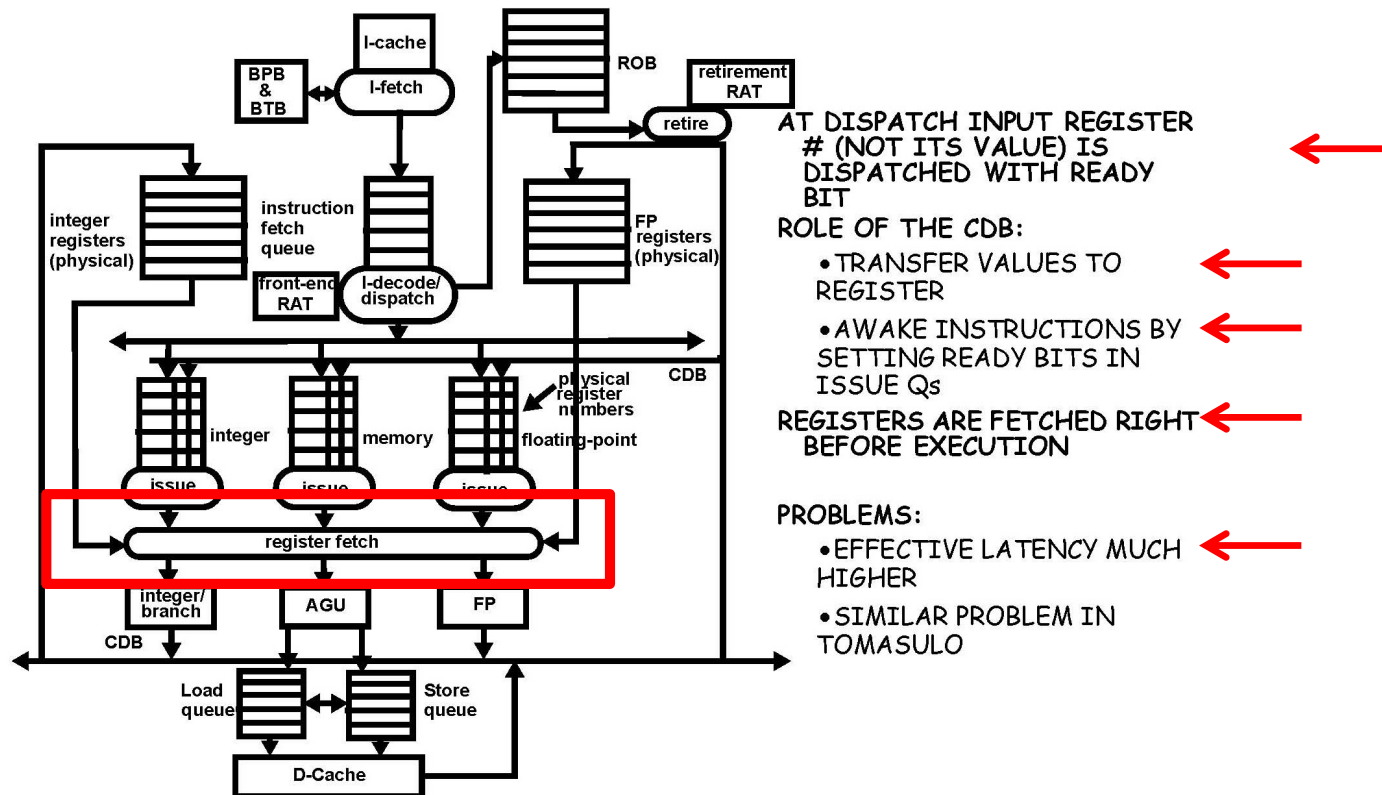 I-cache
I-fetch
BPB
&
BTB
ROB
retirement
RAT
retire
integer
registers
(physical)
instruction
fetch
queue
FP
registers
(physical)
front-end
RAT
I-decode/
dispatch
CDB
physical
register
numbers
integer
memory
floating-point
issue
issue
issue
register fetch
integer/
branch
AGU
FP
CDB
Load
queue
Store
queue
D-Cache
AT DISPATCH INPUT REGISTER
# (NOT ITS VALUE) IS
DISPATCHED WITH READY
BIT
ROLE OF THE CDB:
•TRANSFER VALUES TO
REGISTER
•AWAKE INSTRUCTIONS BY
SETTING READY BITS IN
ISSUE Qs
REGISTERS ARE FETCHED RIGHT
BEFORE EXECUTION
PROBLEMS:
•EFFECTIVE LATENCY MUCH
HIGHER
•SIMILAR PROBLEM IN
TOMASULO